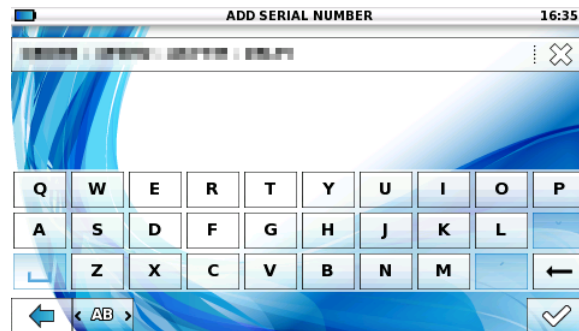 ADD SERIAL NUMBER 16:35
Q W E R T Y U I O P
A S D F G H J K L
Z X C V B N M
< AB >